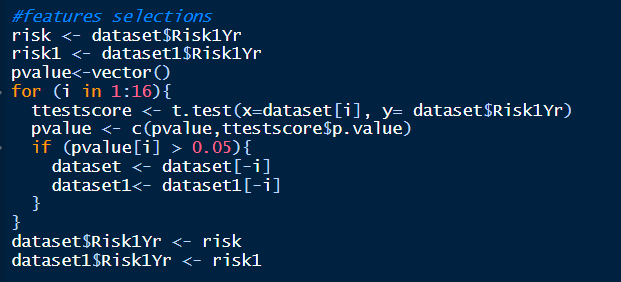 #features selections
risk <- dataset$Risk1Yr
risk1 <- dataset1$Risk1Yr
pvalue<-vector()
for (i in 1:16){
  ttestscore <- t.test(x=dataset[i], y= dataset$Risk1Yr)
  pvalue <- c(pvalue,ttestscore$p.value)
  if (pvalue[i] > 0.05){
    dataset <- dataset[-i]
    dataset1<- dataset1[-i]
  }
}
dataset$Risk1Yr <- risk
dataset1$Risk1Yr <- risk1